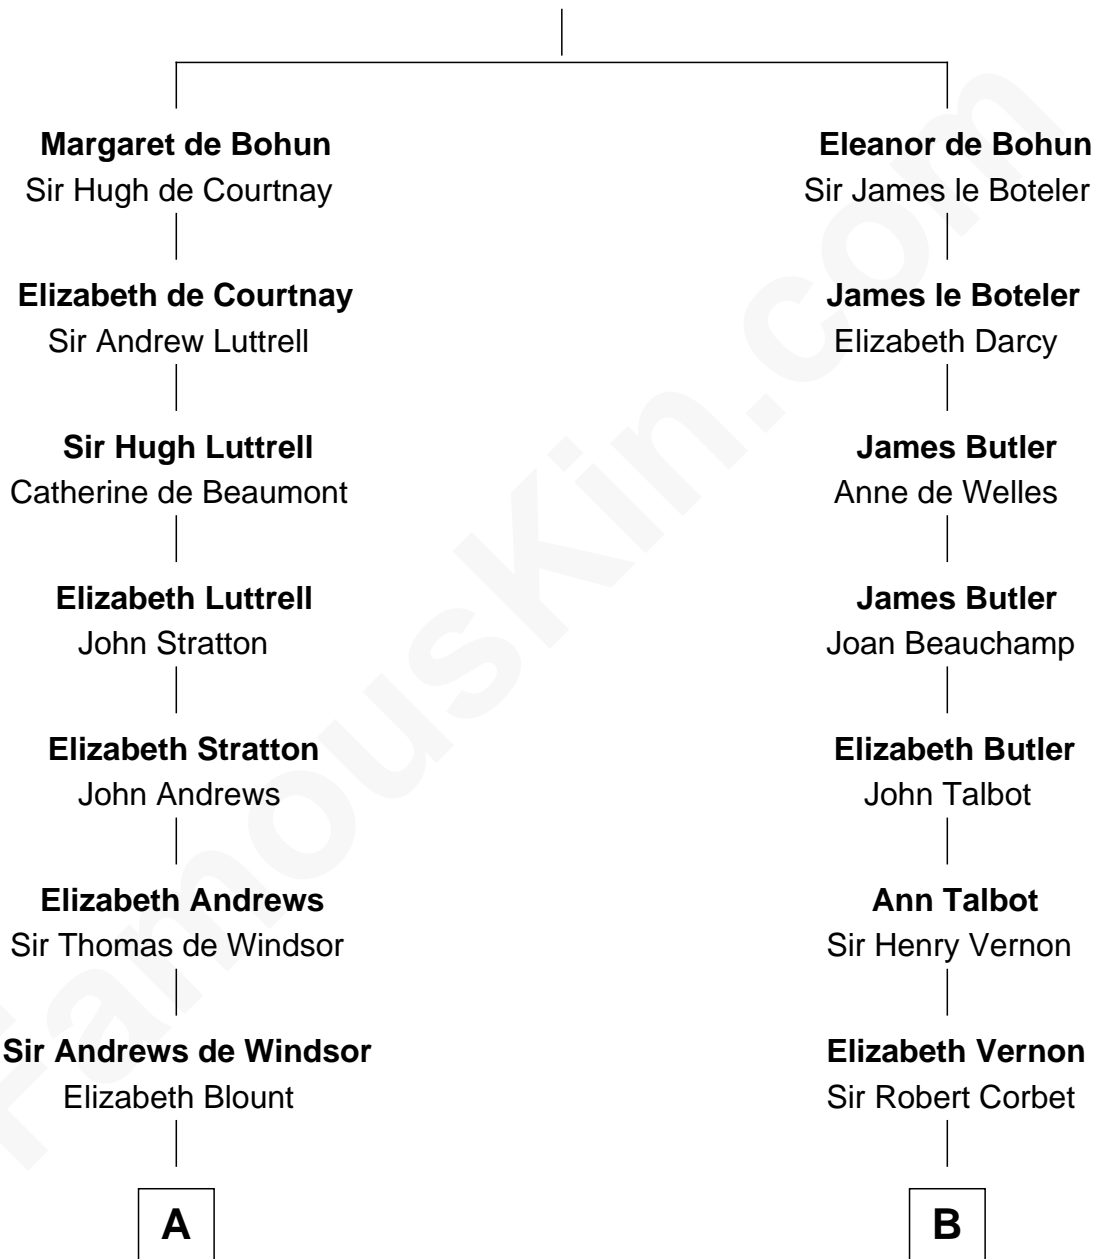 Margaret de Bohun
Sir Hugh de Courtnay
Elizabeth de Courtnay
Sir Andrew Luttrell
Sir Hugh Luttrell
Catherine de Beaumont
Elizabeth Luttrell
John Stratton
Elizabeth Stratton
John Andrews
Elizabeth Andrews
Sir Thomas de Windsor
Sir Andrews de Windsor
Elizabeth Blount
A
Eleanor de Bohun
Sir James le Boteler
James le Boteler
Elizabeth Darcy
James Butler
Anne de Welles
James Butler
Joan Beauchamp
Elizabeth Butler
John Talbot
Ann Talbot
Sir Henry Vernon
Elizabeth Vernon
Sir Robert Corbet
B
FamousKin.com